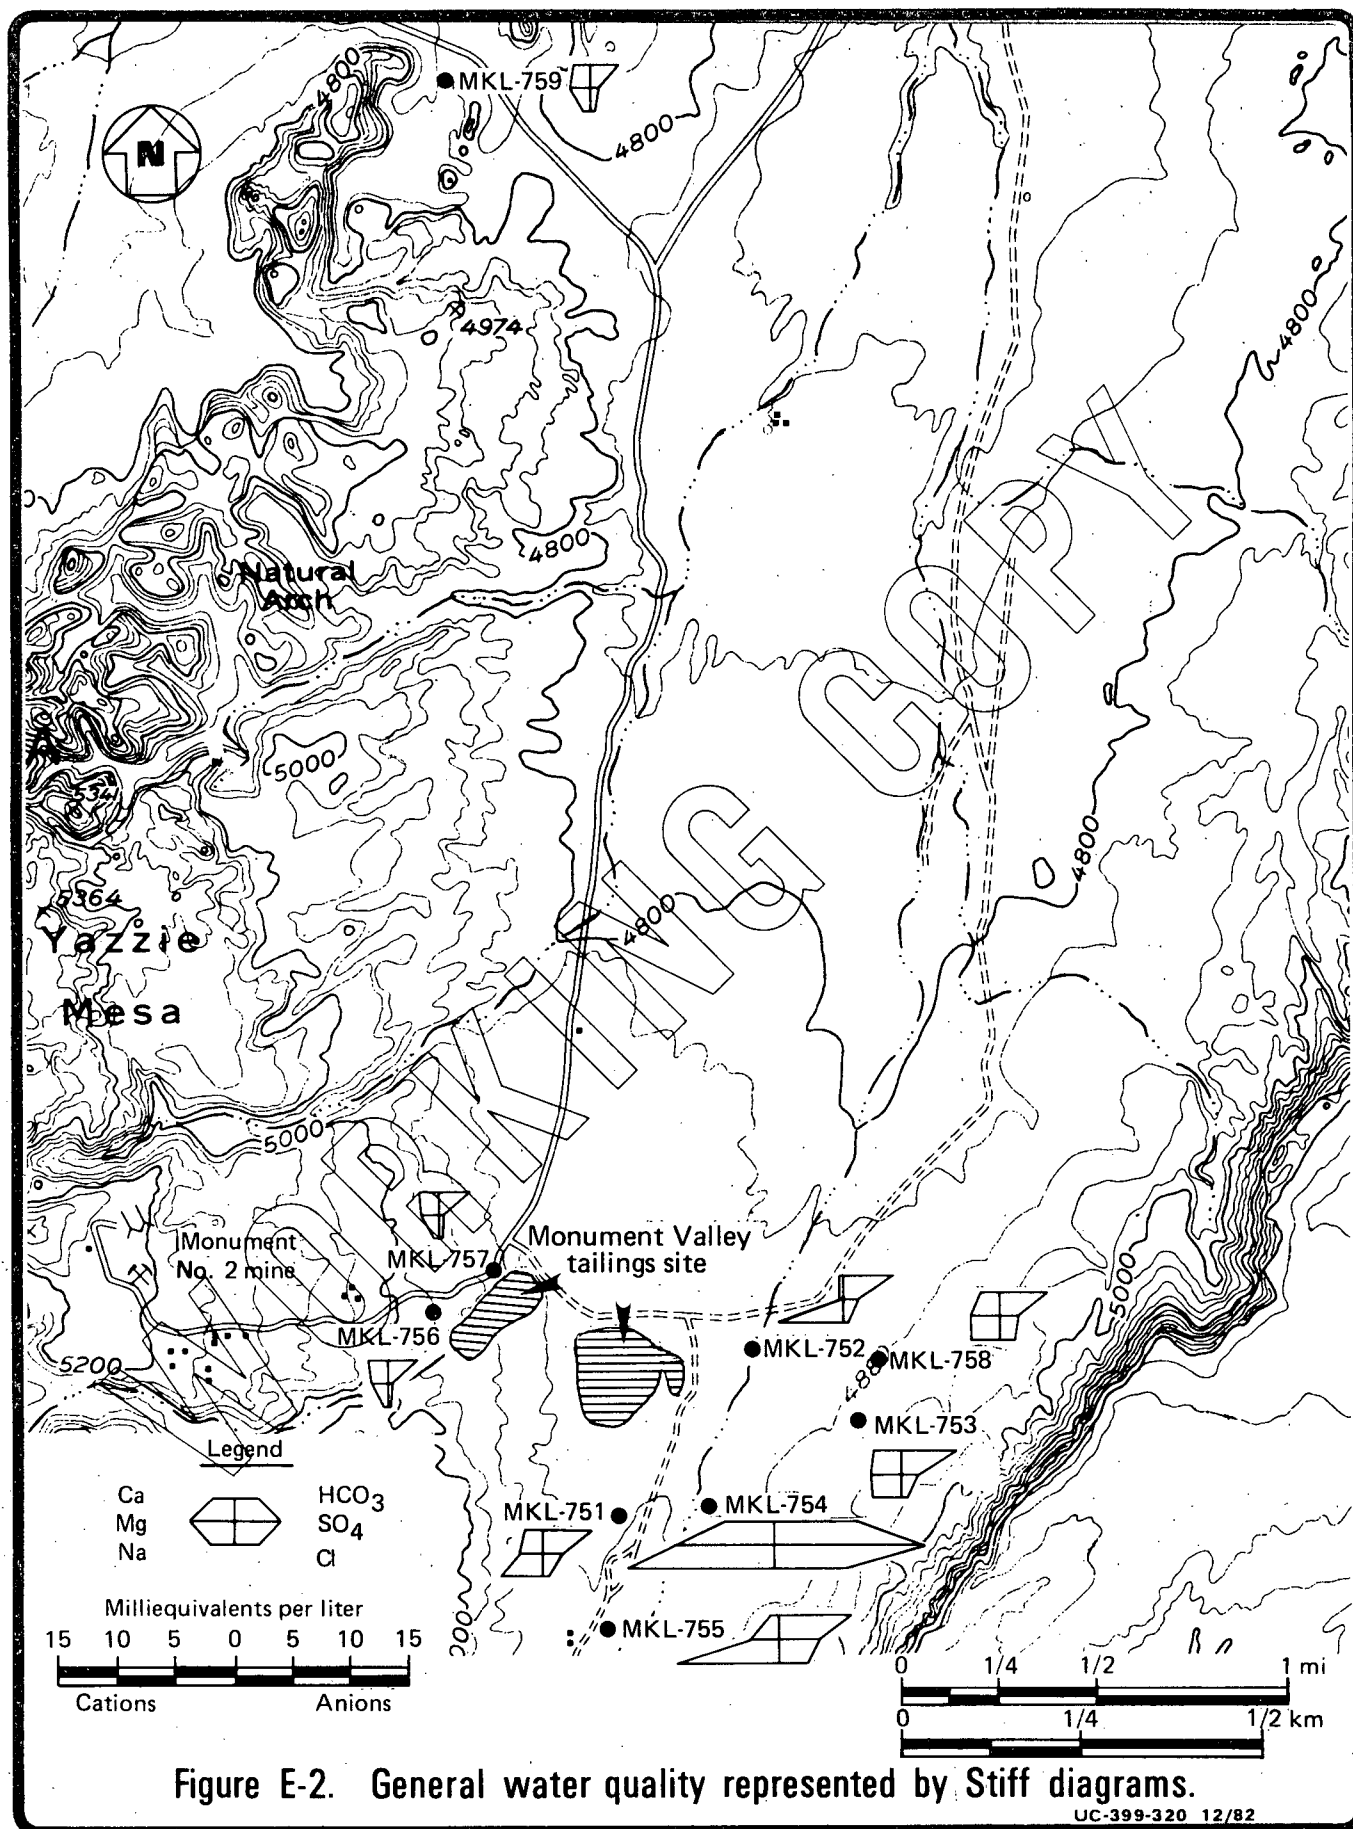 4800
MKL-759
4800
N
4974
4800
4800
Natural
Arch
5000
5341
4800
5364
4800
Yazzie
Mesa
5000
WORKING COPY
Monument Valley
tailings site
MKL-757
Monument
No. 2 mine
MKL-756
5000
5200
MKL-752
MKL-758
MKL-753
Legend
Ca
HCO3
Mg
SO4
Na
Cl
MKL-751
MKL-754
MKL-755
Milliequivalents per liter
15 10 5 0 5 10 15
Cations Anions
0 1/4 1/2 1 mi
0 1/4 1/2 km
Figure E-2. General water quality represented by Stiff diagrams.
UC-399-320 12/82